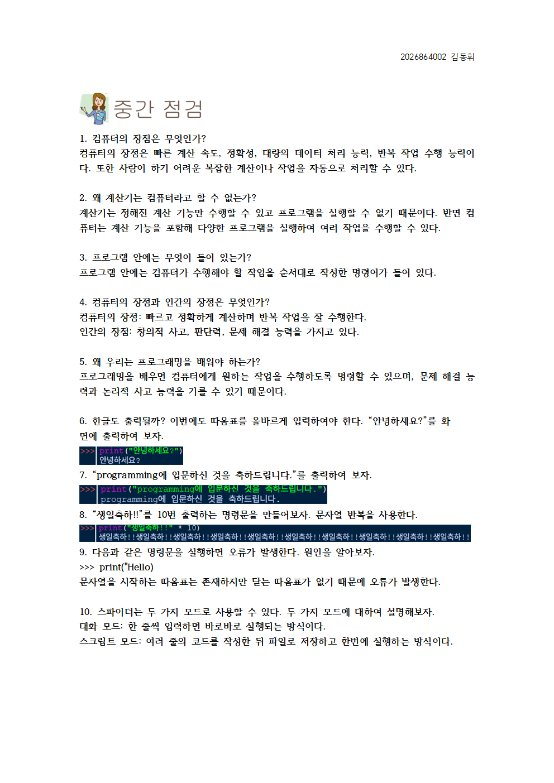 2026864002 김동휘
중간 점검
1. 컴퓨터의 장점은 무엇인가?
컴퓨터의 장점은 빠른 계산 속도, 정확성, 대량의 데이터 처리 능력, 반복 작업 수행 능력이
다. 또한 사람이 하기 어려운 복잡한 계산이나 작업을 자동으로 처리할 수 있다.
2. 왜 계산기는 컴퓨터라고 할 수 없는가?
계산기는 정해진 계산 기능만 수행할 수 있고 프로그램을 실행할 수 없기 때문이다. 반면 컴
퓨터는 계산 기능을 포함해 다양한 프로그램을 실행하여 여러 작업을 수행할 수 있다.
3. 프로그램 안에는 무엇이 들어 있는가?
프로그램 안에는 컴퓨터가 수행해야 할 작업을 순서대로 작성한 명령어가 들어 있다.
4. 컴퓨터의 장점과 인간의 장점은 무엇인가?
컴퓨터의 장점: 빠르고 정확하게 계산하며 반복 작업을 잘 수행한다.
인간의 장점: 창의적 사고, 판단력, 문제 해결 능력을 가지고 있다.
5. 왜 우리는 프로그래밍을 배워야 하는가?
프로그래밍을 배우면 컴퓨터에게 원하는 작업을 수행하도록 명령할 수 있으며, 문제 해결 능
력과 논리적 사고 능력을 기를 수 있기 때문이다.
6. 한글도 출력될까? 이번에도 따옴표를 올바르게 입력하여야 한다. "안녕하세요?"를 화
면에 출력하여 보자.
>>> print("안녕하세요?")
안녕하세요?
7. "programming에 입문하신 것을 축하드립니다."를 출력하여 보자.
>>> print("programming에 입문하신 것을 축하드립니다.")
programming에 입문하신 것을 축하드립니다.
8. "생일축하!!"를 10번 출력하는 명령문을 만들어보자. 문자열 반복을 사용한다.
>>> print("생일축하!!" * 10)
생일축하!!생일축하!!생일축하!!생일축하!!생일축하!!생일축하!!생일축하!!생일축하!!생일축하!!생일축하!!
9. 다음과 같은 명령문을 실행하면 오류가 발생한다. 원인을 알아보자.
>>> print("Hello)
문자열을 시작하는 따옴표는 존재하지만 닫는 따옴표가 없기 때문에 오류가 발생한다.
10. 스파이더는 두 가지 모드로 사용할 수 있다. 두 가지 모드에 대하여 설명해보자.
대화 모드: 한 줄씩 입력하면 바로바로 실행되는 방식이다.
스크립트 모드: 여러 줄의 코드를 작성한 뒤 파일로 저장하고 한번에 실행하는 방식이다.